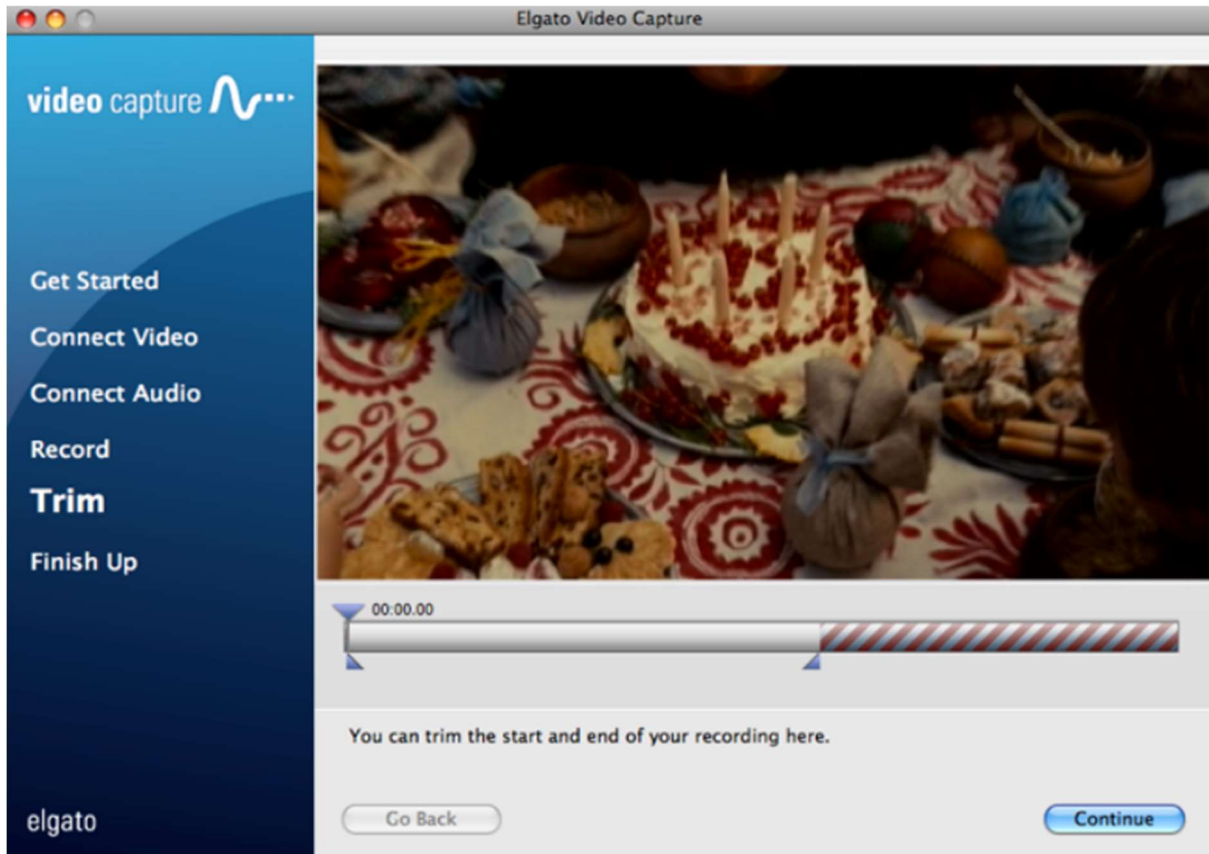 Elgato Video Capture
video capture
Get Started
Connect Video
Connect Audio
Record
Trim
Finish Up
elgato
00:00.00
You can trim the start and end of your recording here.
Go Back
Continue